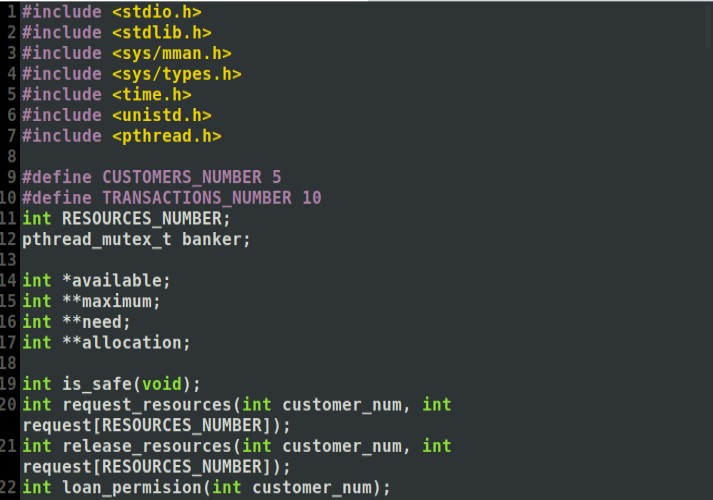 1 #include <stdio.h>
2 #include <stdlib.h>
3 #include <sys/mman.h>
4 #include <sys/types.h>
5 #include <time.h>
6 #include <unistd.h>
7 #include <pthread.h>
8
9 #define CUSTOMERS_NUMBER 5
10 #define TRANSACTIONS_NUMBER 10
11 int RESOURCES_NUMBER;
12 pthread_mutex_t banker;
13
14 int *available;
15 int **maximum;
16 int **need;
17 int **allocation;
18
19 int is_safe(void);
20 int request_resources(int customer_num, int
request[RESOURCES_NUMBER]);
21 int release_resources(int customer_num, int
request[RESOURCES_NUMBER]);
22 int loan_permision(int customer_num);